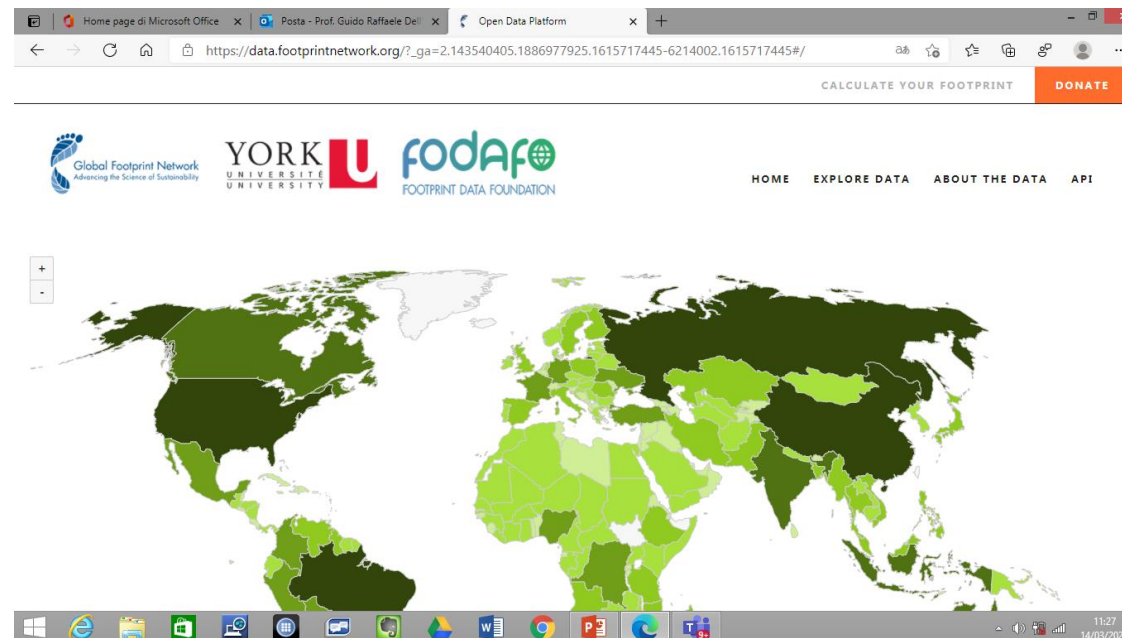 Home page di Microsoft Office
Posta - Prof. Guido Raffaele Dell
Open Data Platform
https://data.footprintnetwork.org/?_ga=2.143540405.1886977925.1615717445-6214002.1615717445#/
CALCULATE YOUR FOOTPRINT
DONATE
Global Footprint Network
Advancing the Science of Sustainability
YORK U
UNIVERSITÉ
UNIVERSITY
FODAFO
FOOTPRINT DATA FOUNDATION
HOME EXPLORE DATA ABOUT THE DATA API
+
-
11:27